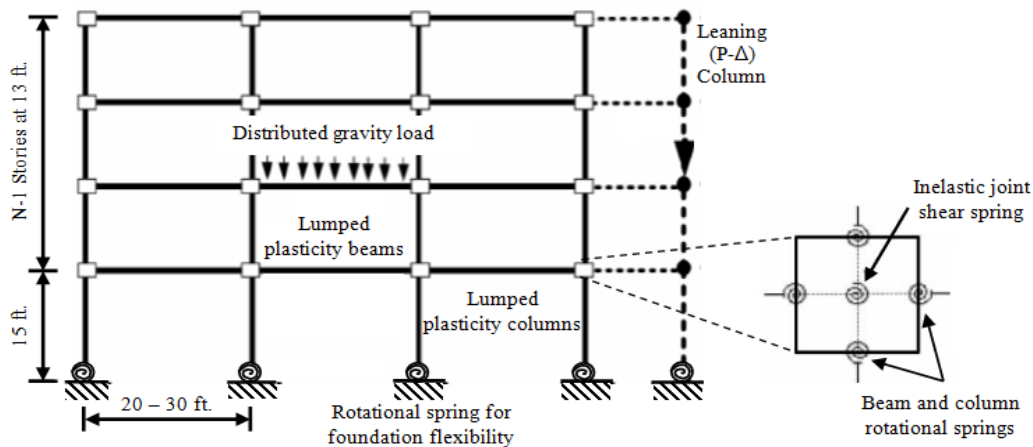 Leaning
(P-Δ)
Column
N-1 Stories at 13 ft.
Distributed gravity load
Lumped
plasticity beams
Inelastic joint
shear spring
15 ft.
Lumped
plasticity columns
20 – 30 ft.
Rotational spring for
foundation flexibility
Beam and column
rotational springs